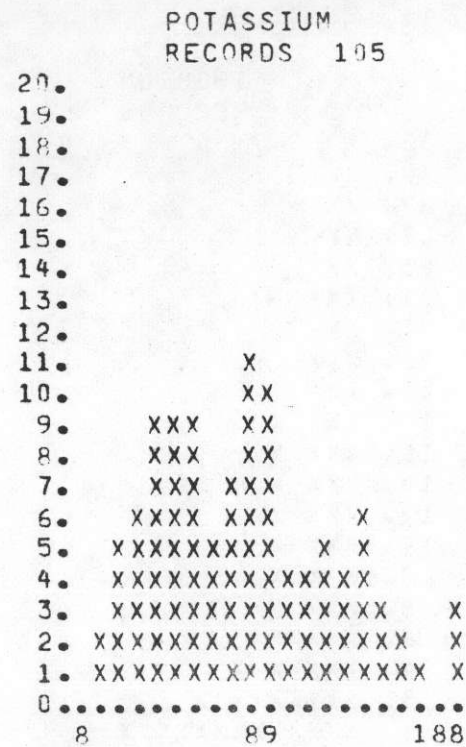 POTASSIUM
RECORDS 105
20.
19.
18.
17.
16.
15.
14.
13.
12.
11. X
10. XX
9. XXX XX
8. XXX XX
7. XXX XXX
6. XXXX XXX X
5. XXXXXXXXX X X
4. XXXXXXXXXXXXXX
3. XXXXXXXXXXXXXXX X
2. XXXXXXXXXXXXXXXXX X
1. XXXXXXXXXXXXXXXXXX X
0......................
8 89 188